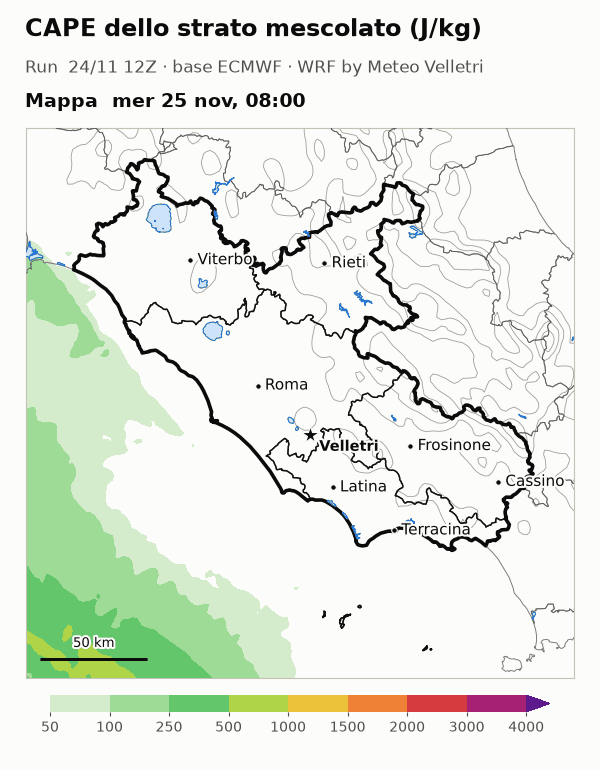 CAPE dello strato mescolato (J/kg)
Run  24/11 12Z · base ECMWF · WRF by Meteo Velletri
Mappa  mer 25 nov, 08:00
Viterbo
Rieti
Roma
Velletri
Frosinone
Cassino
Latina
Terracina
50 km
50 100 250 500 1000 1500 2000 3000 4000